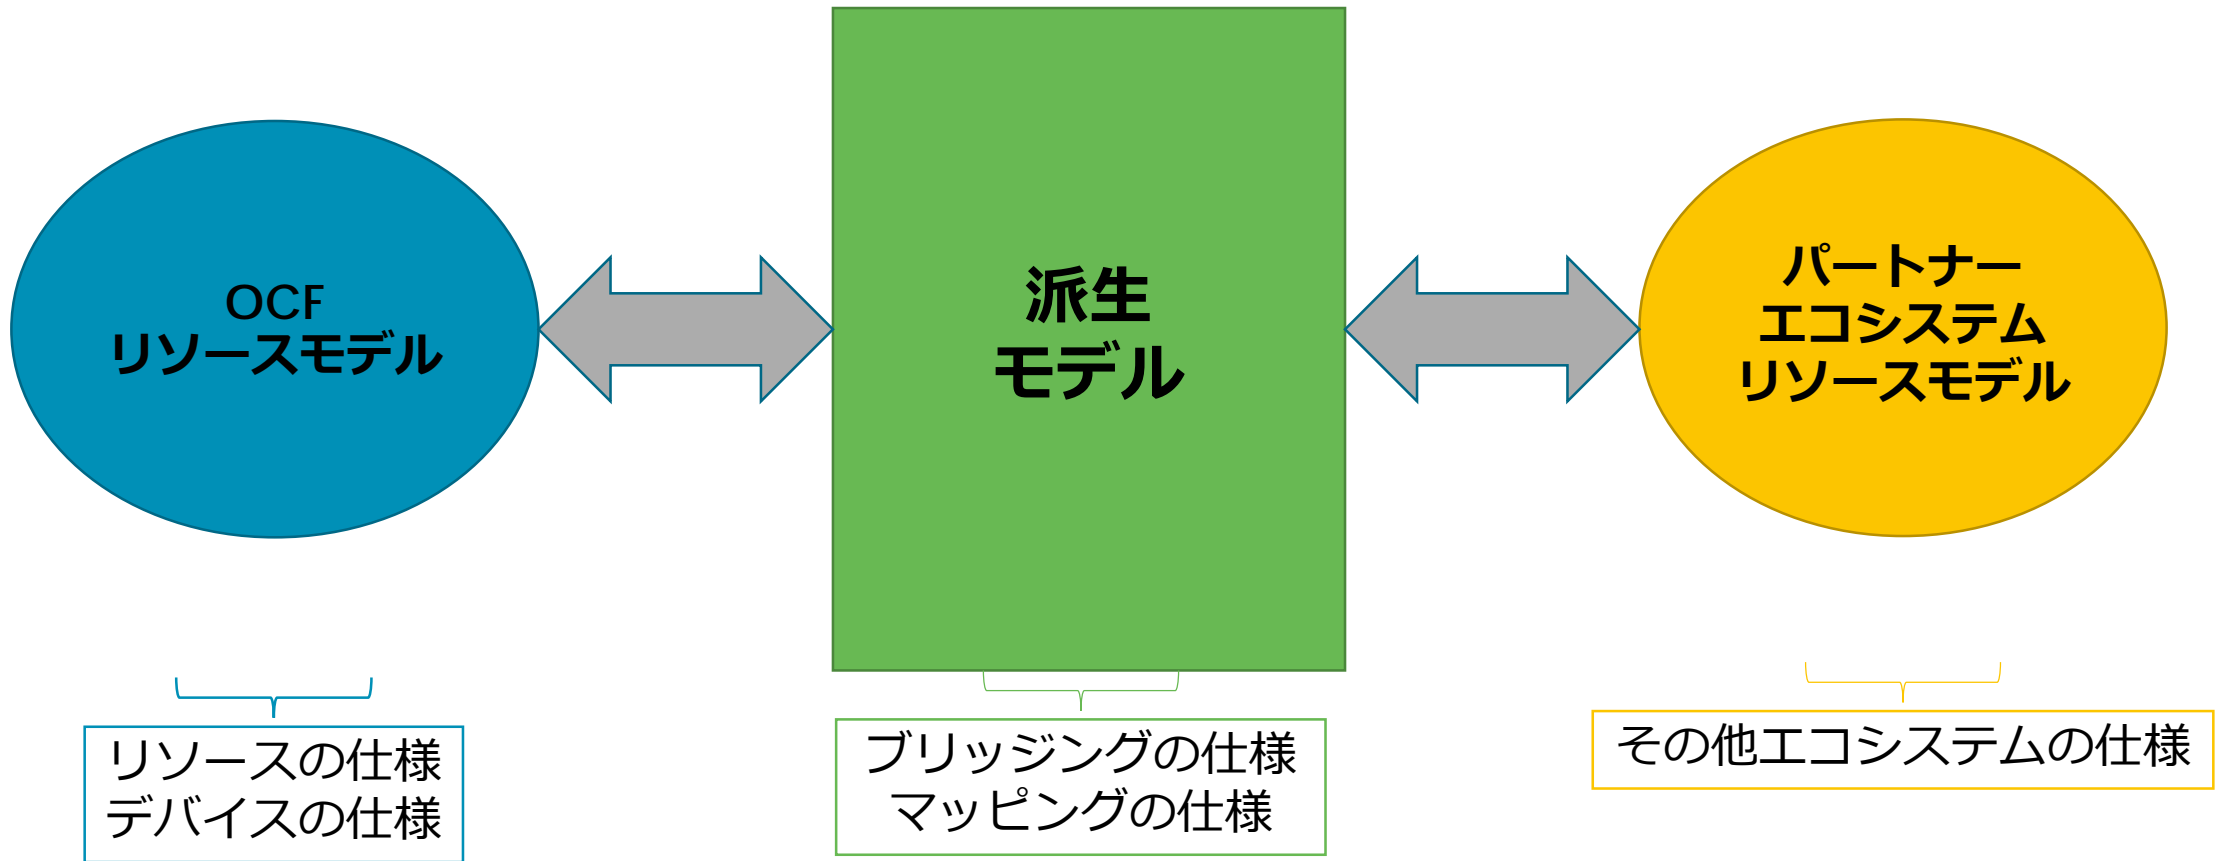 OCF
リソースモデル
派生
モデル
パートナー
エコシステム
リソースモデル
リソースの仕様
デバイスの仕様
ブリッジングの仕様
マッピングの仕様
その他エコシステムの仕様